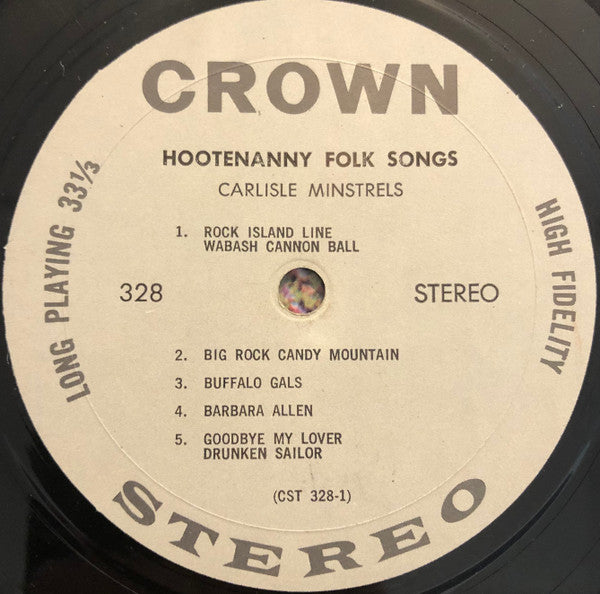 CROWN
HOOTENANNY FOLK SONGS
CARLISLE MINSTRELS
1. ROCK ISLAND LINE
WABASH CANNON BALL
LONG PLAYING 33⅓
328
STEREO
HIGH FIDELITY
2. BIG ROCK CANDY MOUNTAIN
3. BUFFALO GALS
4. BARBARA ALLEN
5. GOODBYE MY LOVER
DRUNKEN SAILOR
(CST 328-1)
STEREO